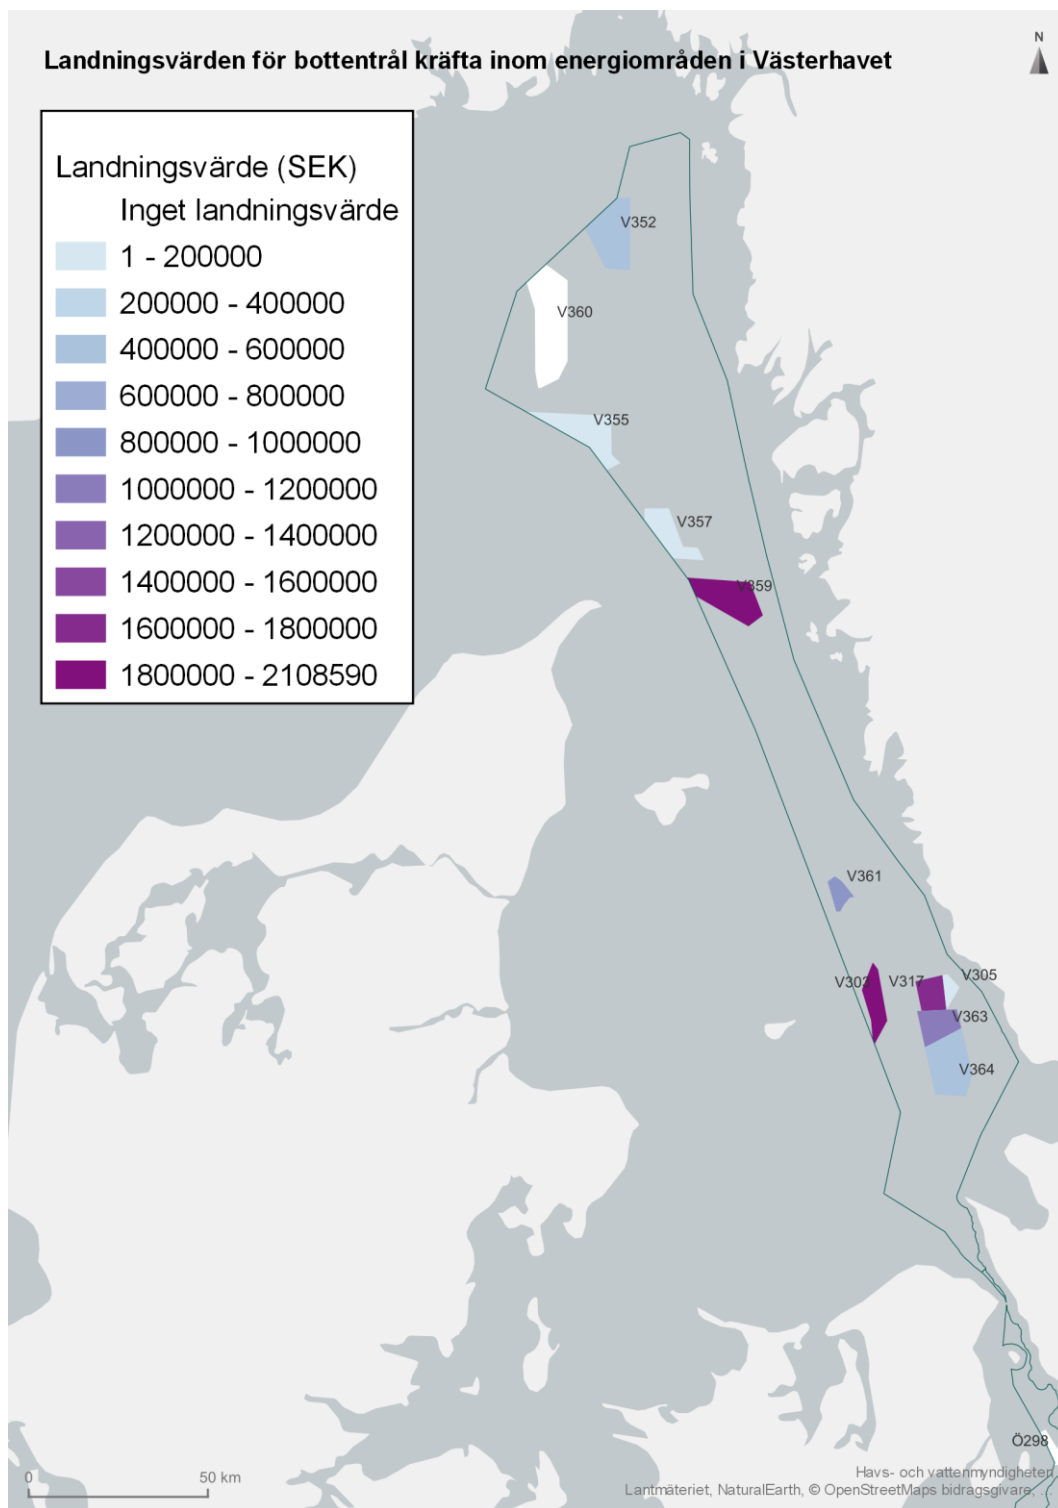 Landningsvärden för bottentrål kräfta inom energiområden i Västerhavet
N
Landningsvärde (SEK)
Inget landningsvärde
1 - 200000
200000 - 400000
400000 - 600000
600000 - 800000
800000 - 1000000
1000000 - 1200000
1200000 - 1400000
1400000 - 1600000
1600000 - 1800000
1800000 - 2108590
V352
V360
V355
V357
V359
V361
V303
V317
V305
V363
V364
Ö298
0
50 km
Havs- och vattenmyndigheten
Lantmäteriet, NaturalEarth, © OpenStreetMaps bidragsgivare, ...